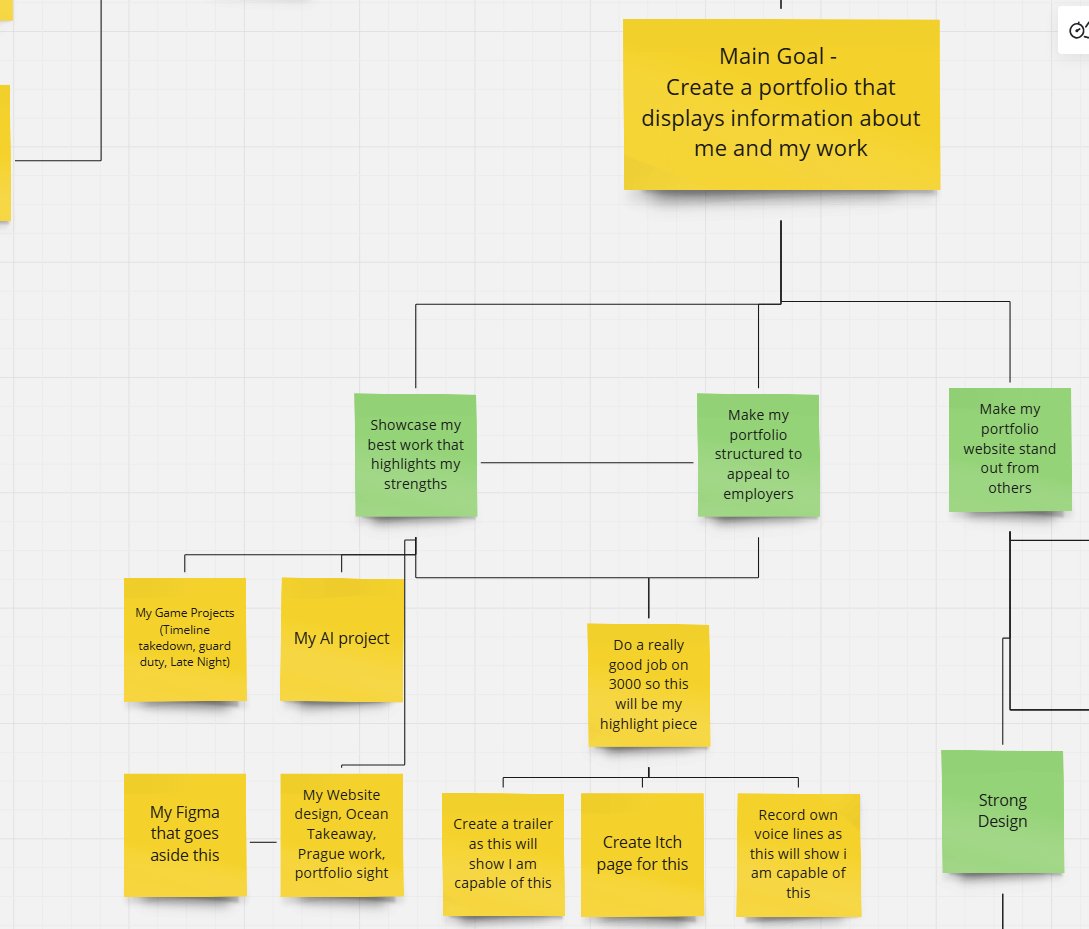 Main Goal -
Create a portfolio that
displays information about
me and my work
Showcase my
best work that
highlights my
strengths
Make my
portfolio
structured to
appeal to
employers
Make my
portfolio
website stand
out from
others
My Game Projects
(Timeline
takedown, guard
duty, Late Night)
My AI project
Do a really
good job on
3000 so this
will be my
highlight piece
My Figma
that goes
aside this
My Website
design, Ocean
Takeaway,
Prague work,
portfolio sight
Create a trailer
as this will
show I am
capable of this
Create Itch
page for this
Record own
voice lines as
this will show i
am capable of
this
Strong
Design